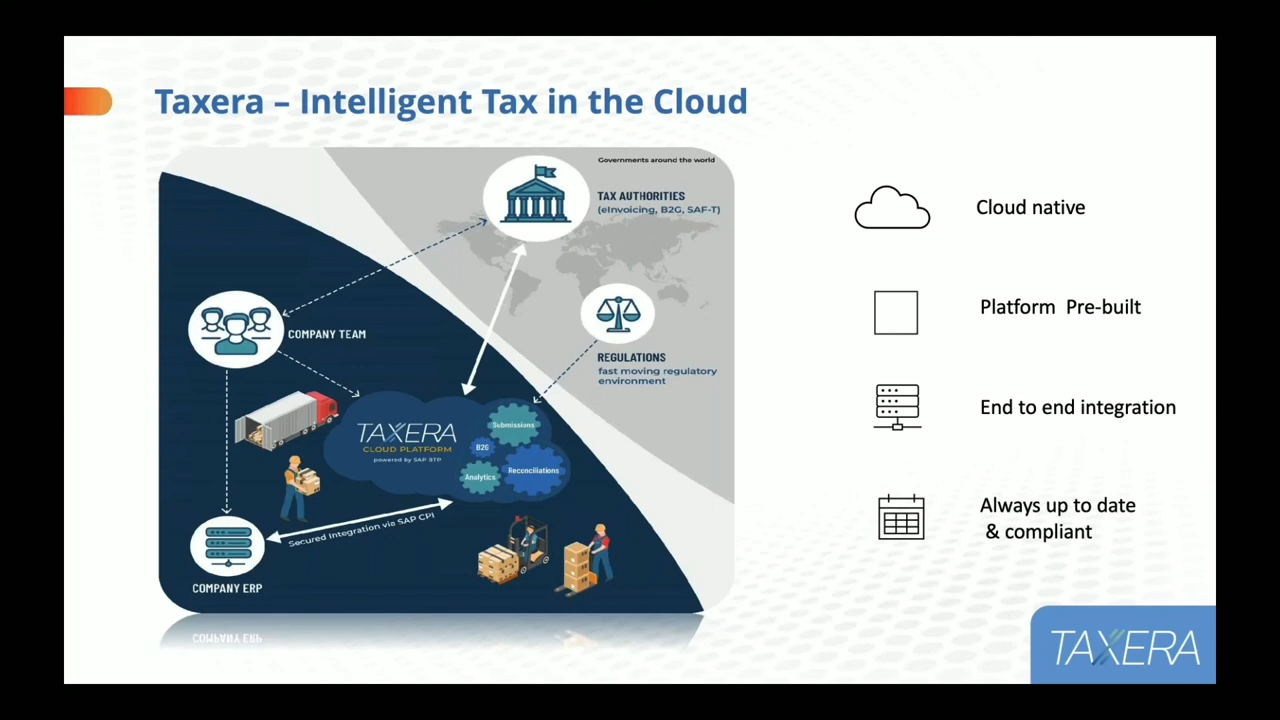 Taxera – Intelligent Tax in the Cloud
Governments around the world
TAX AUTHORITIES
(eInvoicing, B2G, SAF-T)
COMPANY TEAM
REGULATIONS
fast moving regulatory
environment
TAXERA
CLOUD PLATFORM
powered by SAP BTP
Submissions
B2G
Analytics
Reconciliations
Secured Integration via SAP CPI
COMPANY ERP
COMPANY ERP
Cloud native
Platform  Pre-built
End to end integration
Always up to date
& compliant
TAXERA